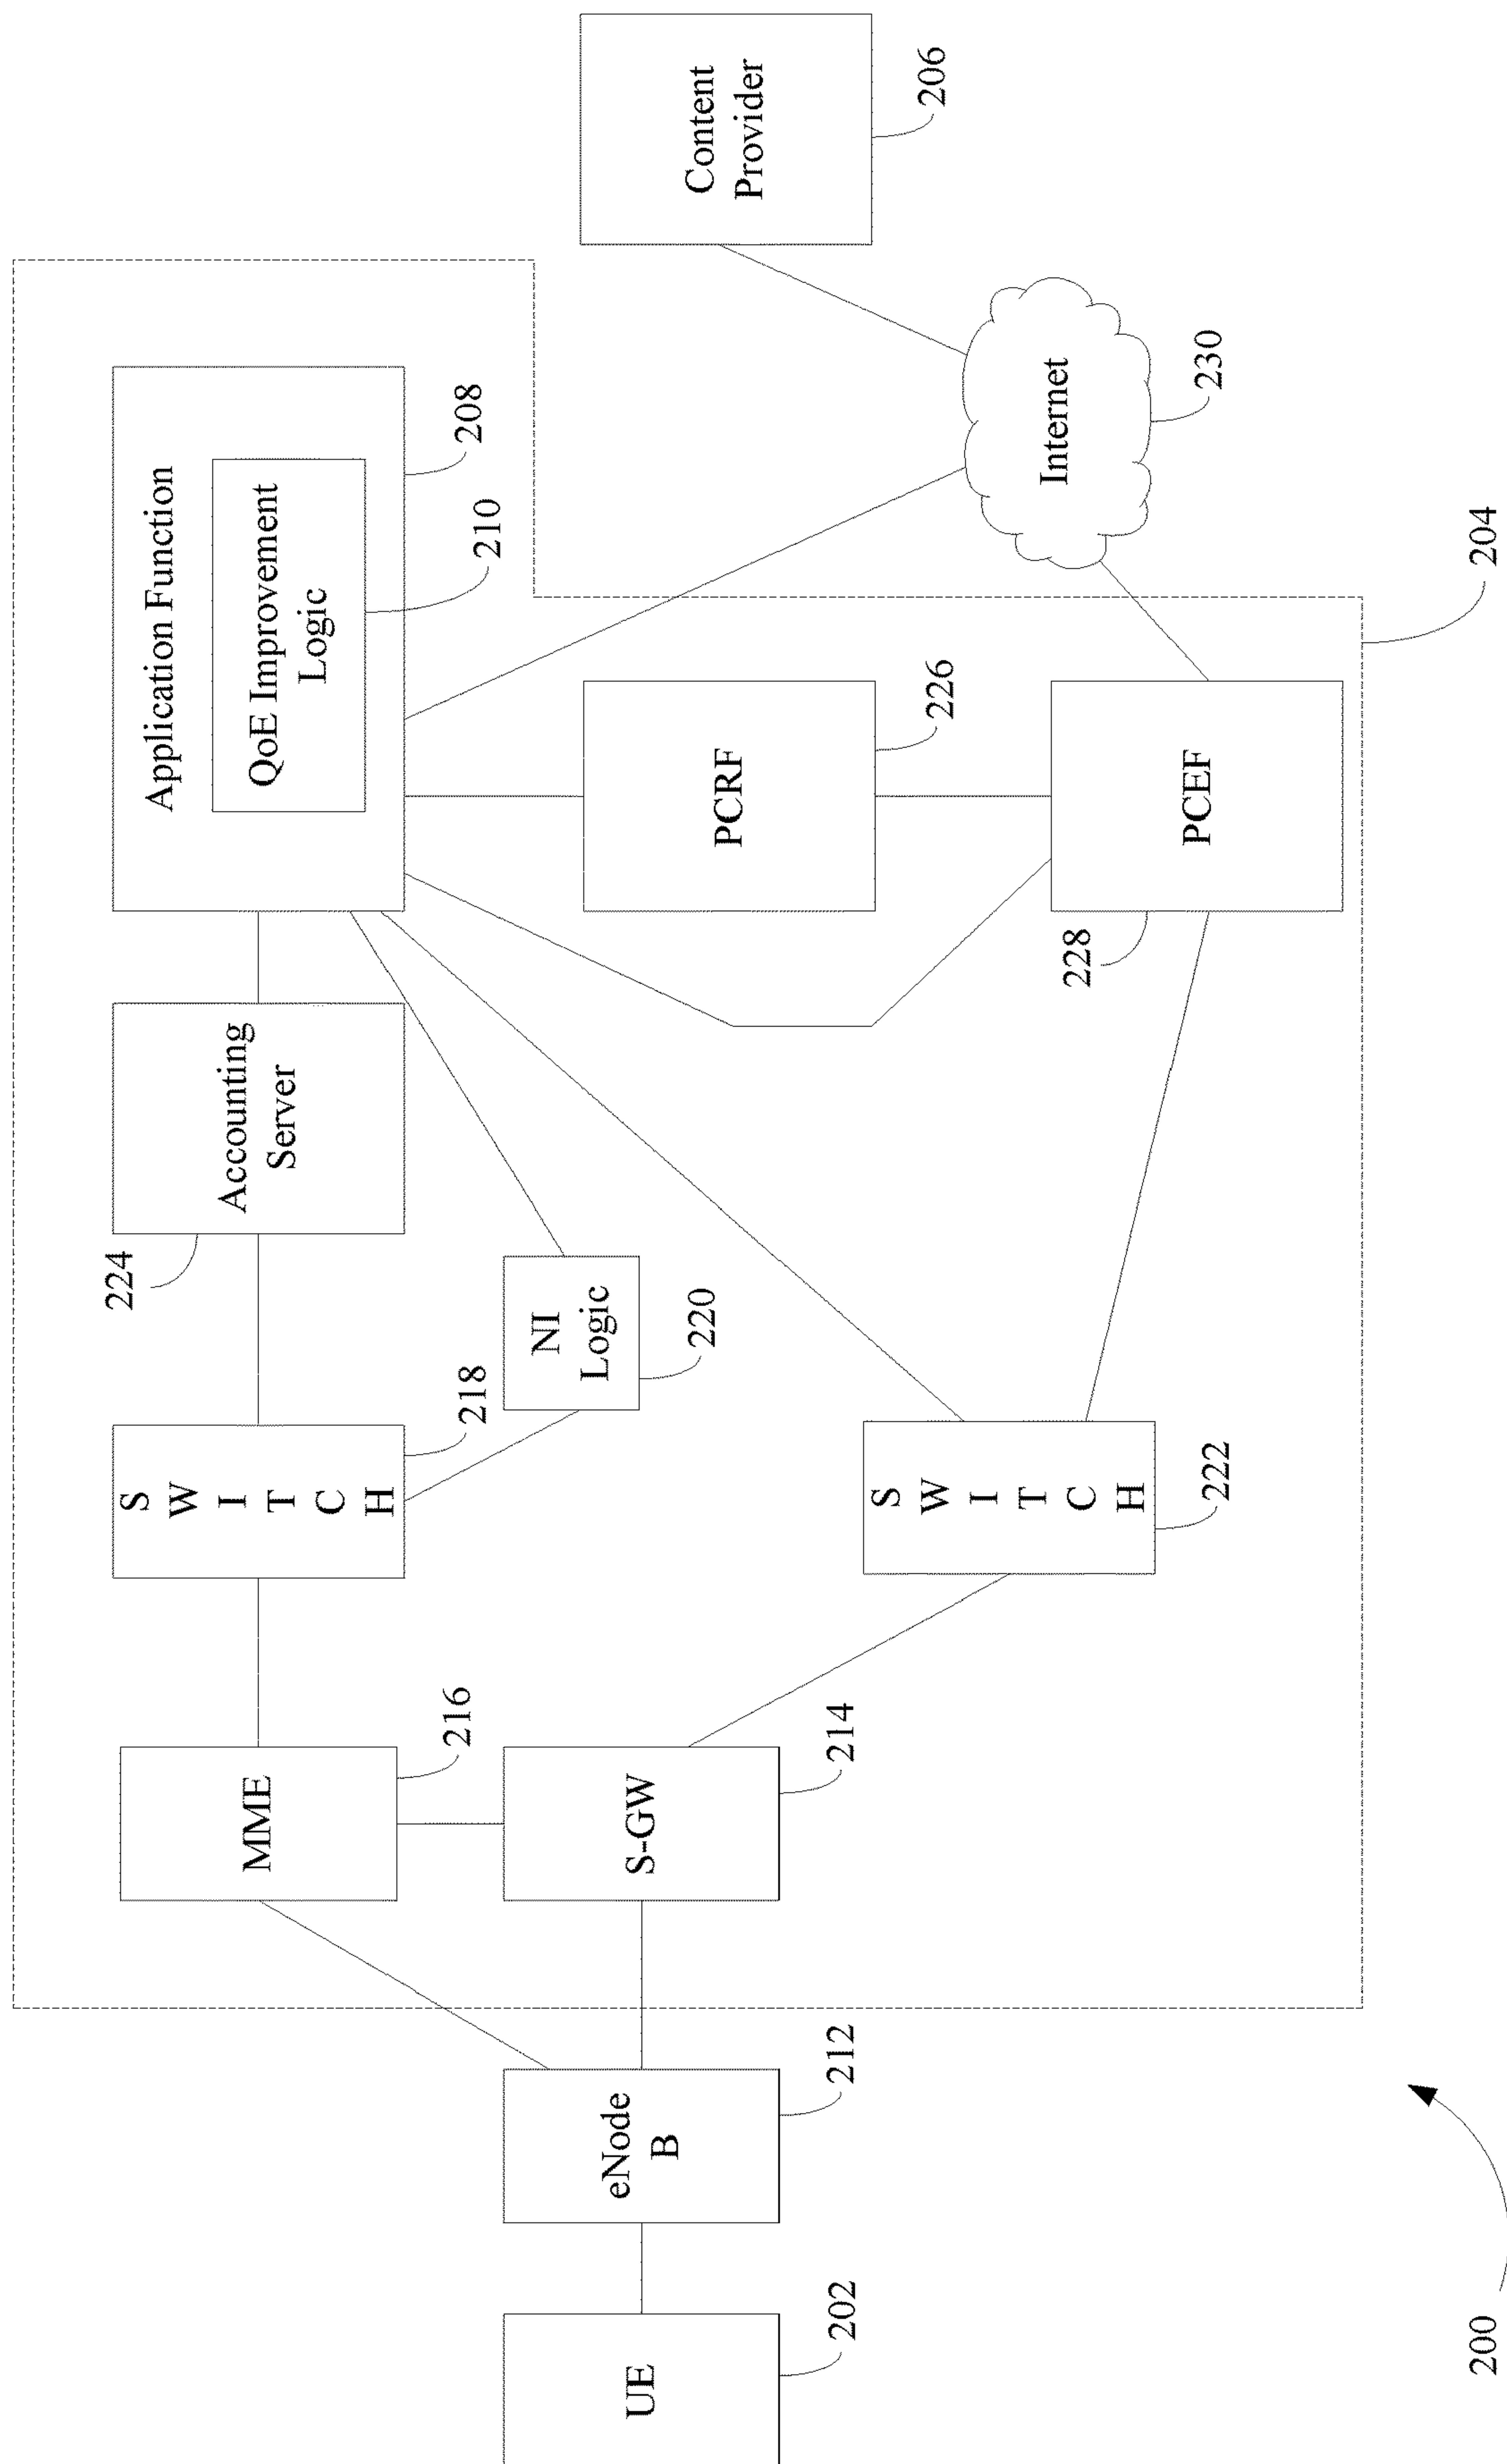 Application Function
QoE Improvement
Logic
208
210
Accounting
Server
224
S
W
I
T
C
H
218
NI
Logic
220
MME
216
S-GW
214
eNode
B
212
UE
202
S
W
I
T
C
H
222
PCRF
226
PCEF
228
Content
Provider
206
Internet
230
204
200